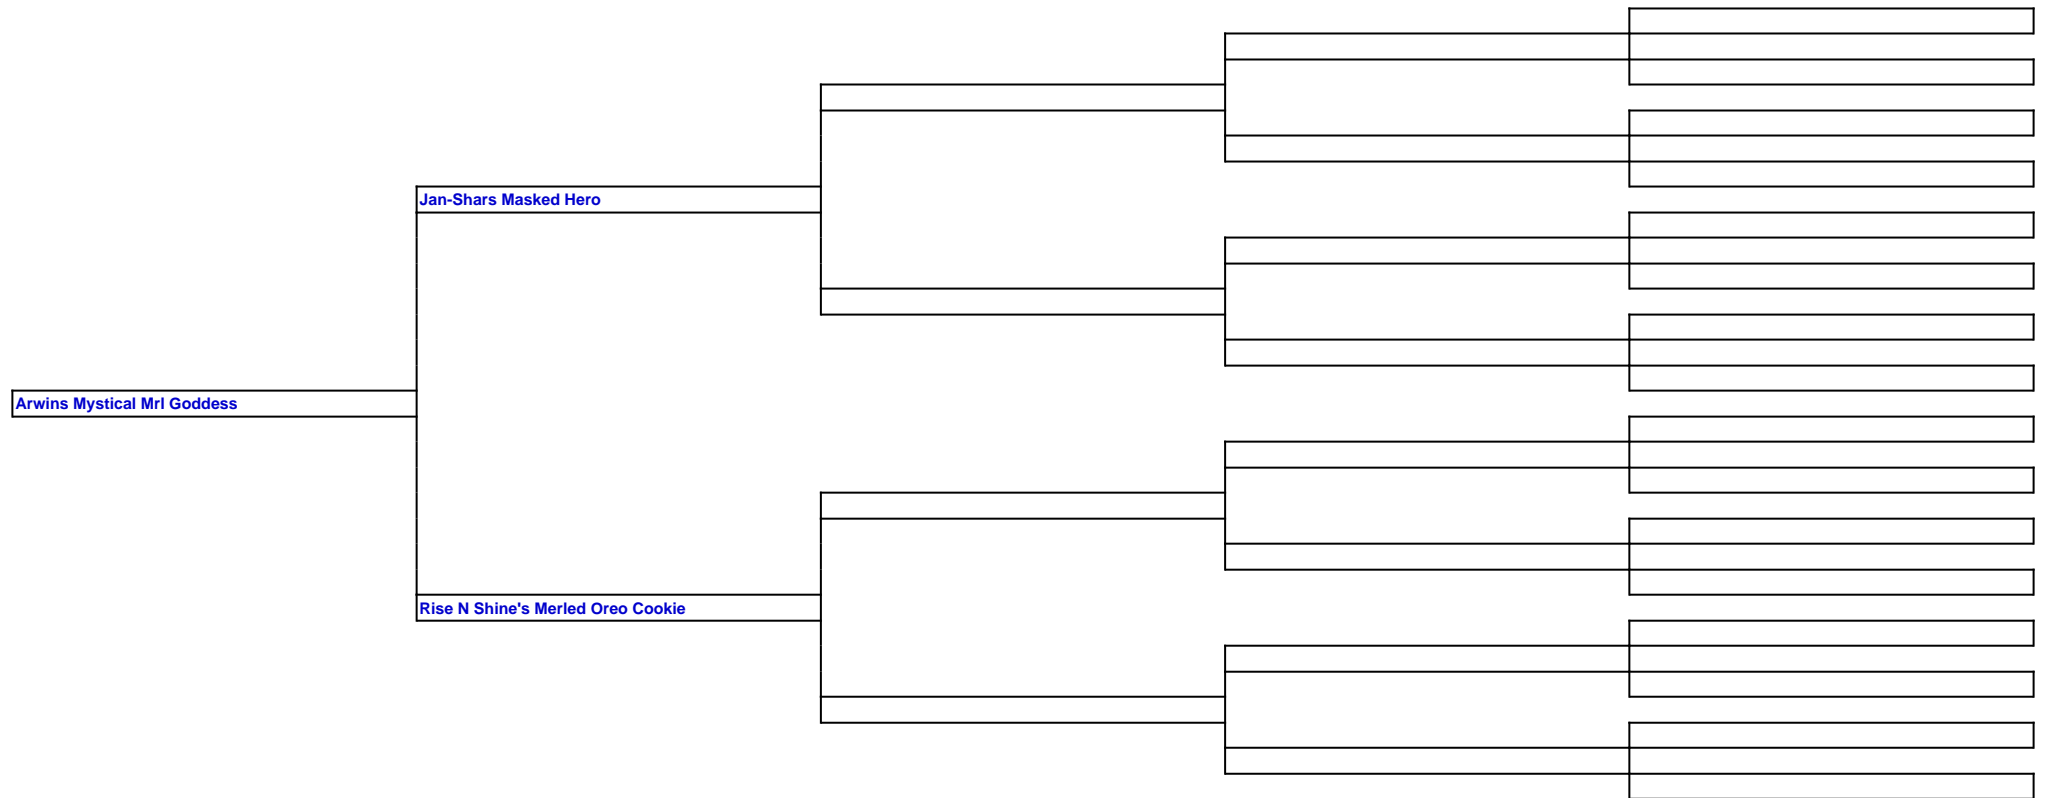 Jan-Shars Masked Hero
Arwins Mystical Mrl Goddess
Rise N Shine's Merled Oreo Cookie